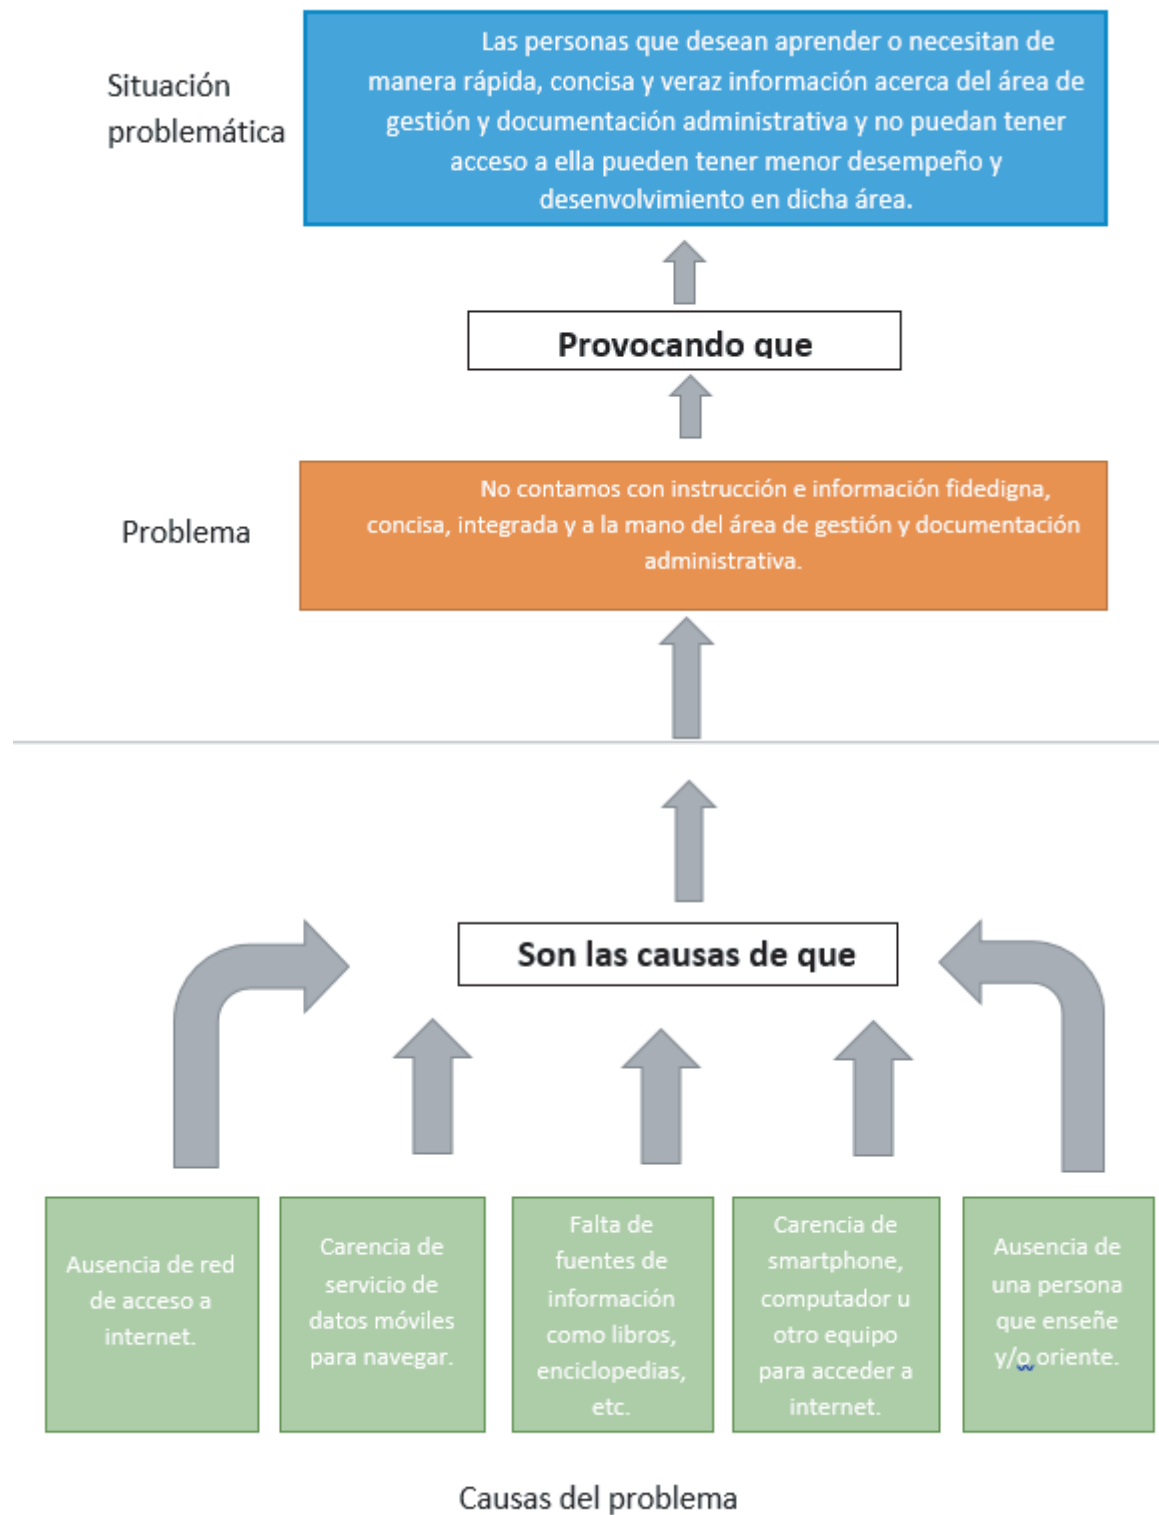 Situación
problemática
Las personas que desean aprender o necesitan de
manera rápida, concisa y veraz información acerca del área de
gestión y documentación administrativa y no puedan tener
acceso a ella pueden tener menor desempeño y
desenvolvimiento en dicha área.
Provocando que
Problema
No contamos con instrucción e información fidedigna,
concisa, integrada y a la mano del área de gestión y documentación
administrativa.
Son las causas de que
Ausencia de red
de acceso a
internet.
Carencia de
servicio de
datos móviles
para navegar.
Falta de
fuentes de
información
como libros,
enciclopedias,
etc.
Carencia de
smartphone,
computador u
otro equipo
para acceder a
internet.
Ausencia de
una persona
que enseñe
y/o oriente.
Causas del problema